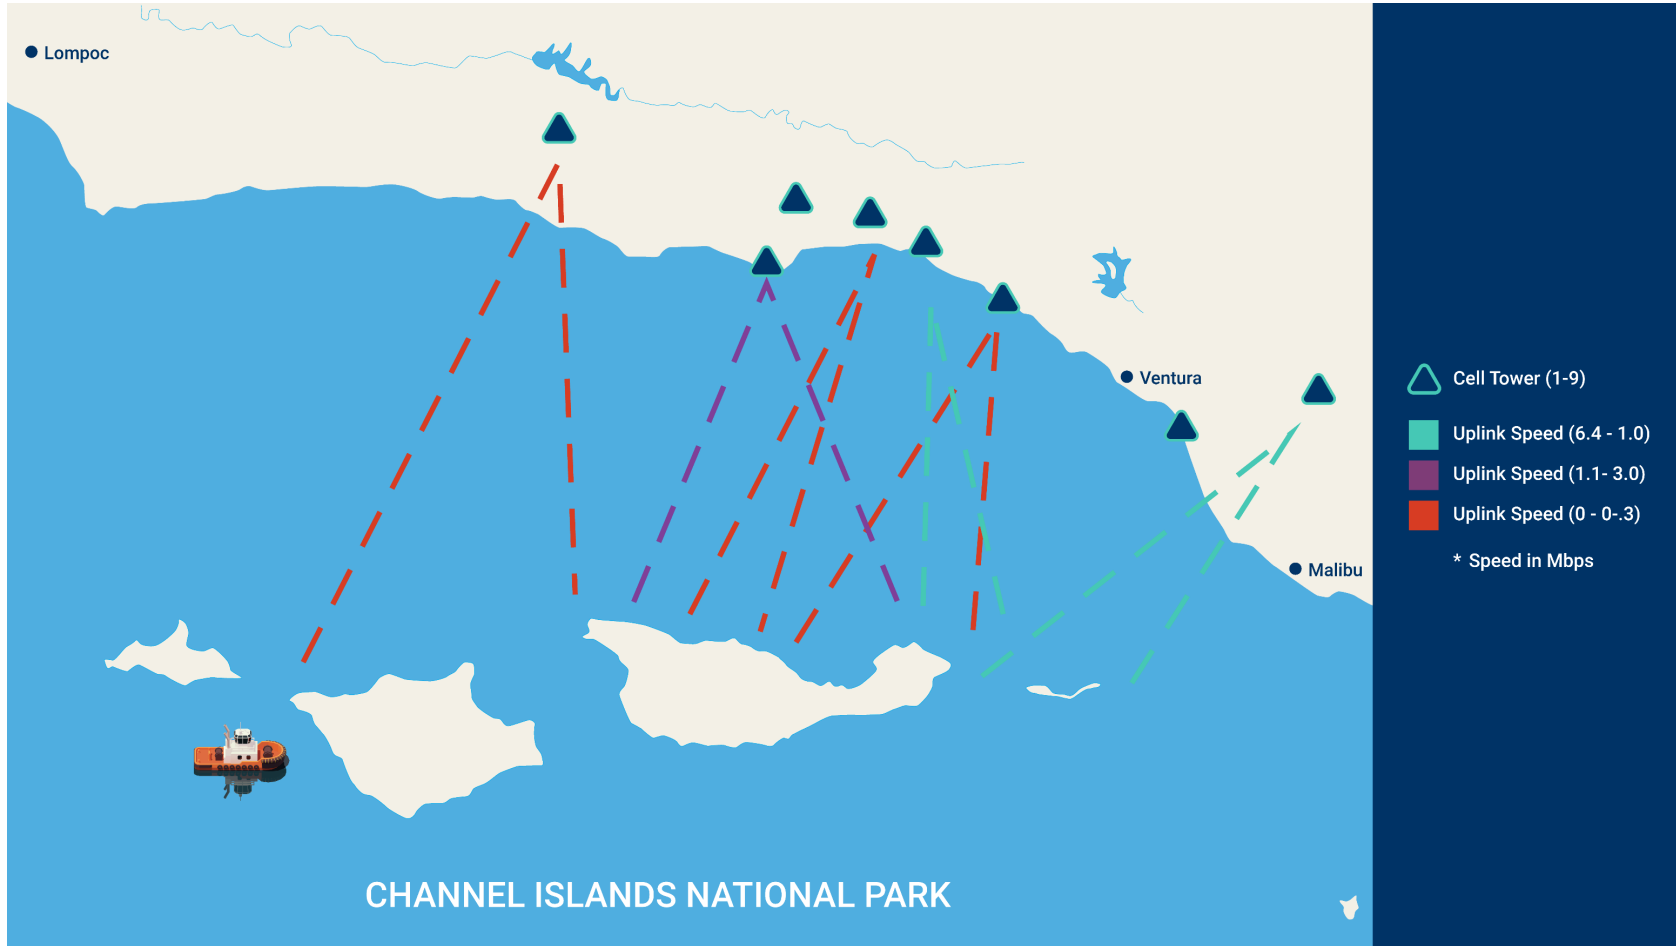 Lompoc
Ventura
Malibu
CHANNEL ISLANDS NATIONAL PARK
Cell Tower (1-9)
Uplink Speed (6.4 - 1.0)
Uplink Speed (1.1- 3.0)
Uplink Speed (0 - 0-.3)
* Speed in Mbps